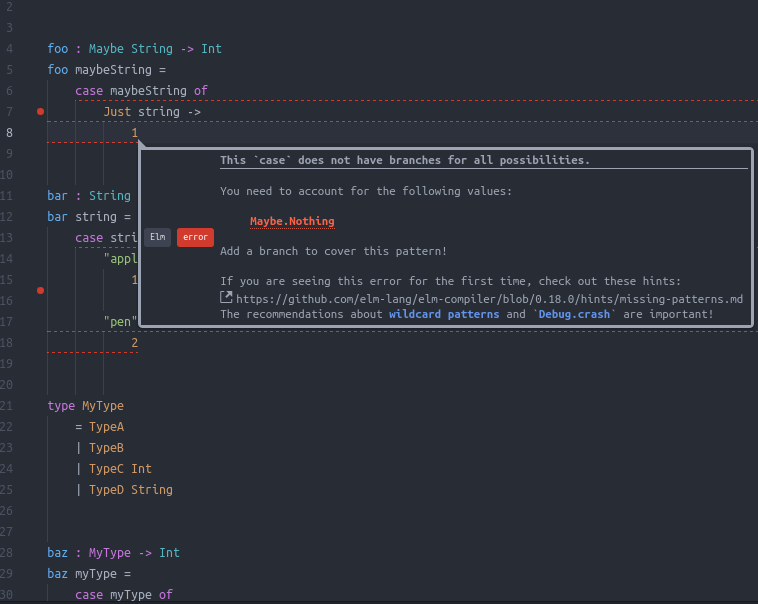 2
3
4 foo : Maybe String -> Int
5 foo maybeString =
6 case maybeString of
7 Just string ->
8 1
9
10
11 bar : String
12 bar string =
13 case stri
14 "appl
15 1
16
17 "pen"
18 2
19
20
21 type MyType
22 = TypeA
23 | TypeB
24 | TypeC Int
25 | TypeD String
26
27
28 baz : MyType -> Int
29 baz myType =
30 case myType of
Elm error
This `case` does not have branches for all possibilities.
You need to account for the following values:
Maybe.Nothing
Add a branch to cover this pattern!
If you are seeing this error for the first time, check out these hints:
https://github.com/elm-lang/elm-compiler/blob/0.18.0/hints/missing-patterns.md
The recommendations about wildcard patterns and `Debug.crash` are important!